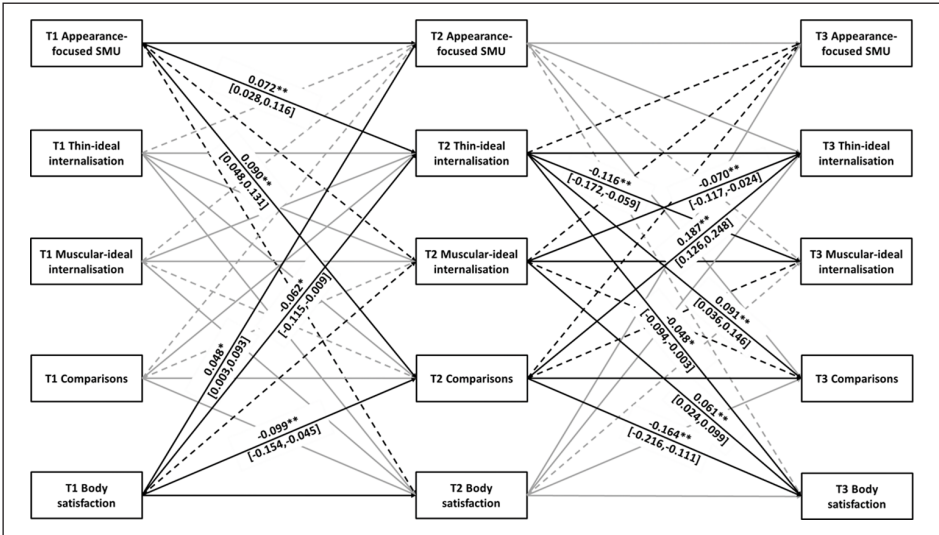 T1 Appearance-
focused SMU
T2 Appearance-
focused SMU
T3 Appearance-
focused SMU
0.072**
[0.028,0.116]
T1 Thin-ideal
internalisation
T2 Thin-ideal
internalisation
T3 Thin-ideal
internalisation
0.090**
[0.048,0.131]
-0.116**
[-0.172,-0.059]
-0.070**
[-0.117,-0.024]
0.187**
[0.126,0.248]
T1 Muscular-ideal
internalisation
T2 Muscular-ideal
internalisation
T3 Muscular-ideal
internalisation
-0.062*
[-0.115,-0.009]
0.091**
[0.036,0.146]
-0.048*
[-0.094,-0.003]
0.048*
[0.003,0.093]
T1 Comparisons
T2 Comparisons
T3 Comparisons
0.061**
[0.024,0.099]
-0.099**
[-0.154,-0.045]
-0.164**
[-0.216,-0.111]
T1 Body
satisfaction
T2 Body
satisfaction
T3 Body
satisfaction